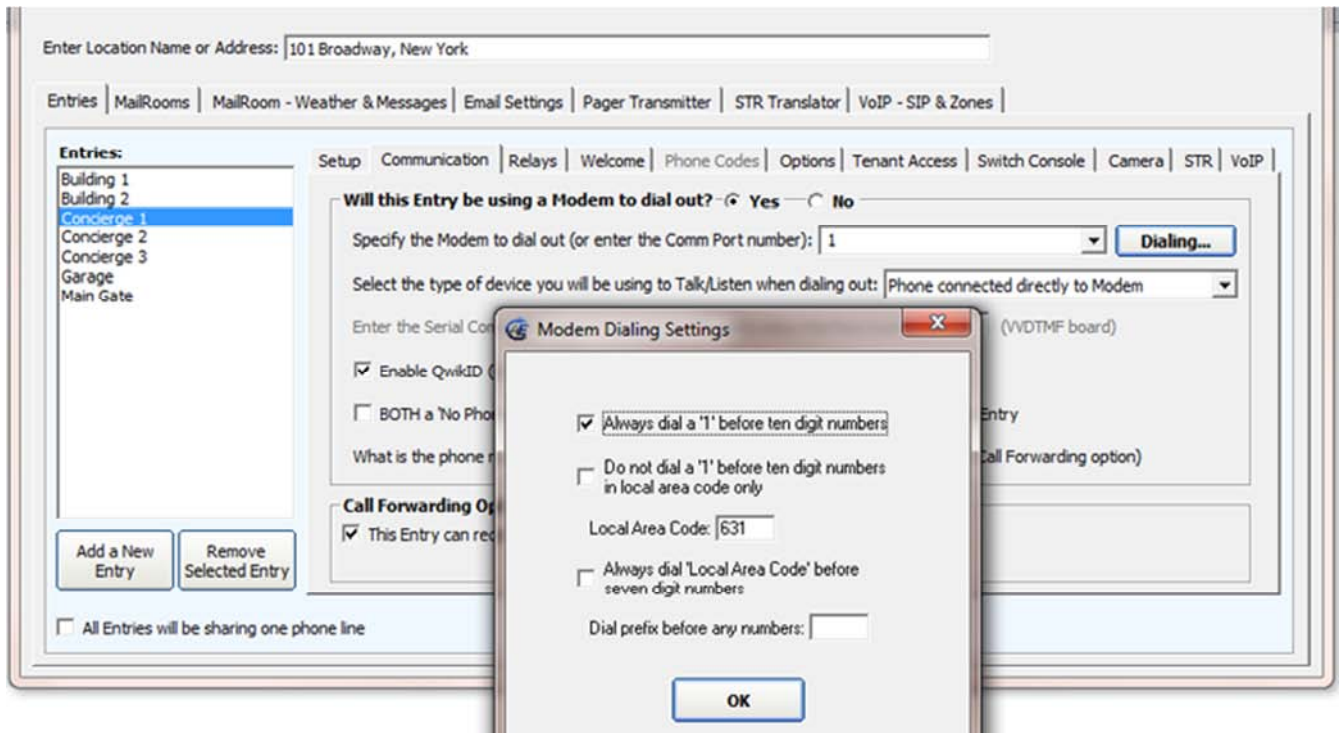 Enter Location Name or Address: 101 Broadway, New York
Entries MailRooms MailRoom - Weather & Messages Email Settings Pager Transmitter STR Translator VoIP - SIP & Zones
Entries:
Building 1
Building 2
Concierge 1
Concierge 2
Concierge 3
Garage
Main Gate
Add a New Entry
Remove Selected Entry
All Entries will be sharing one phone line
Setup Communication Relays Welcome Phone Codes Options Tenant Access Switch Console Camera STR VoIP
Will this Entry be using a Modem to dial out? Yes No
Specify the Modem to dial out (or enter the Comm Port number): 1 Dialing...
Select the type of device you will be using to Talk/Listen when dialing out: Phone connected directly to Modem
Enter the Serial (VVDTMF board)
Enable QwikID
BOTH a 'No Entry
What is the phone Call Forwarding option)
Call Forwarding
This Entry can
Modem Dialing Settings
Always dial a '1' before ten digit numbers
Do not dial a '1' before ten digit numbers
in local area code only
Local Area Code: 631
Always dial 'Local Area Code' before
seven digit numbers
Dial prefix before any numbers:
OK